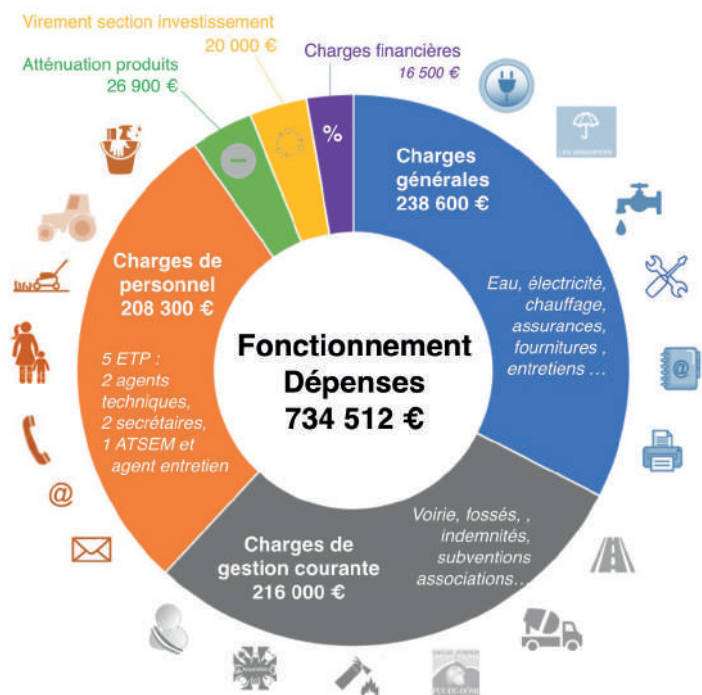 Virement section investissement
20 000 €
Charges financières
16 500 €
Atténuation produits
26 900 €
%
Charges
générales
238 600 €
Charges de
personnel
208 300 €
Eau, électricité,
chauffage,
assurances,
fournitures ,
entretiens ...
Fonctionnement
Dépenses
734 512 €
5 ETP :
2 agents
techniques,
2 secrétaires,
1 ATSEM et
agent entretien
@
@
Voirie, fossés, ,
indemnités,
subventions
associations...
Charges de
gestion courante
216 000 €